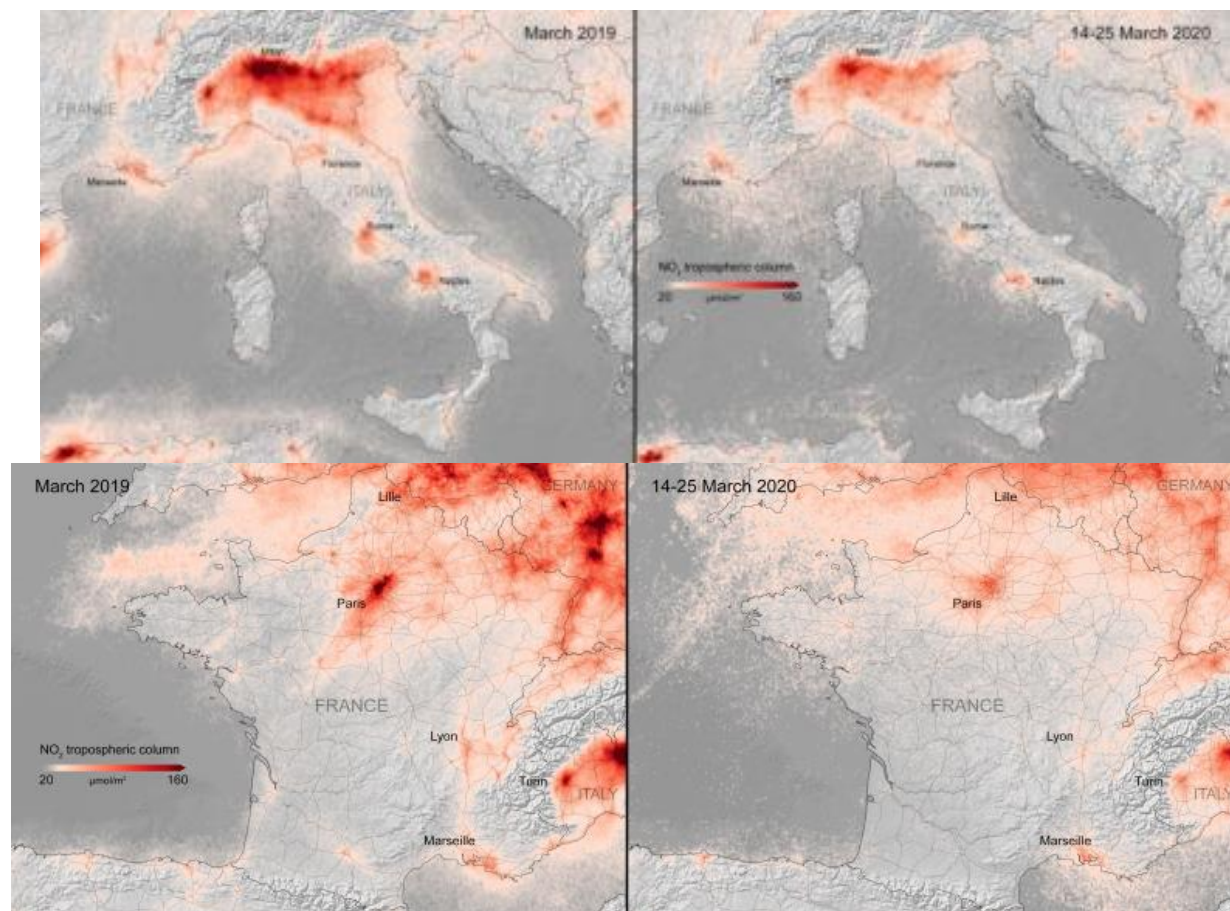 March 2019
Milan
Turin
FRANCE
Marseille
Florence
ITALY
Rome
Naples
14-25 March 2020
Milan
Turin
FRANCE
Marseille
Florence
ITALY
Rome
NO₂ tropospheric column
20 μmol/m² 160
Naples
March 2019
Lille
GERMANY
Paris
FRANCE
Lyon
NO₂ tropospheric column
20 μmol/m² 160
Turin
ITALY
Marseille
14-25 March 2020
Lille
GERMANY
Paris
FRANCE
Lyon
Turin
ITALY
Marseille